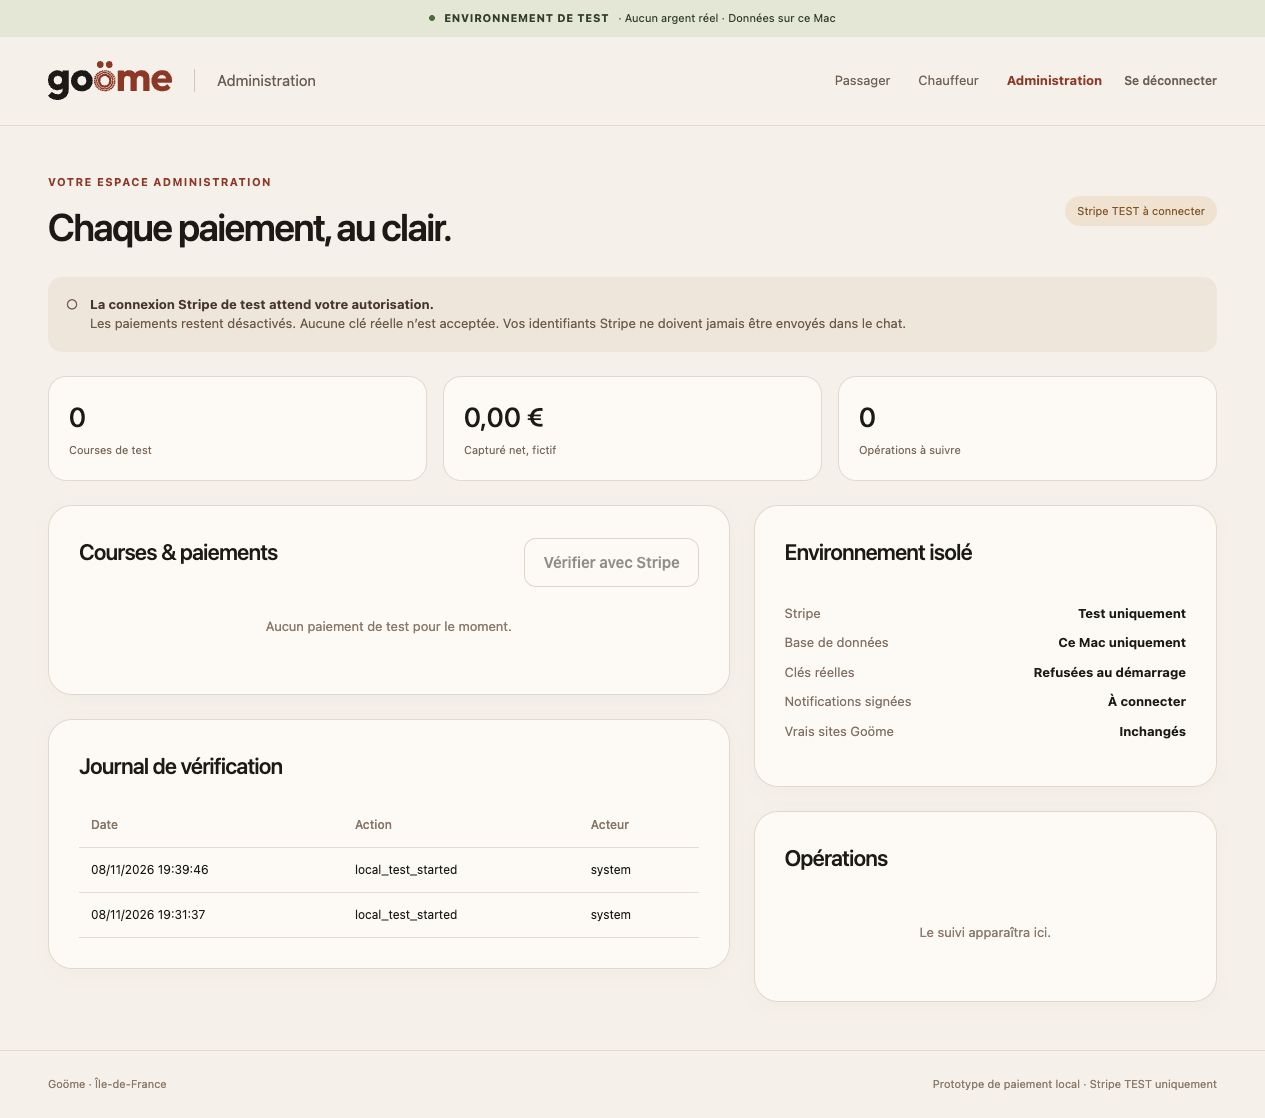 ENVIRONNEMENT DE TEST · Aucun argent réel · Données sur ce Mac
goöme
Administration
Passager
Chauffeur
Administration
Se déconnecter
VOTRE ESPACE ADMINISTRATION
Chaque paiement, au clair.
Stripe TEST à connecter
La connexion Stripe de test attend votre autorisation.
Les paiements restent désactivés. Aucune clé réelle n'est acceptée. Vos identifiants Stripe ne doivent jamais être envoyés dans le chat.
0
Courses de test
0,00 €
Capturé net, fictif
0
Opérations à suivre
Courses & paiements
Vérifier avec Stripe
Aucun paiement de test pour le moment.
Journal de vérification
Date Action Acteur
08/11/2026 19:39:46 local_test_started system
08/11/2026 19:31:37 local_test_started system
Environnement isolé
Stripe Test uniquement
Base de données Ce Mac uniquement
Clés réelles Refusées au démarrage
Notifications signées À connecter
Vrais sites Goöme Inchangés
Opérations
Le suivi apparaîtra ici.
Goöme · Île-de-France
Prototype de paiement local · Stripe TEST uniquement